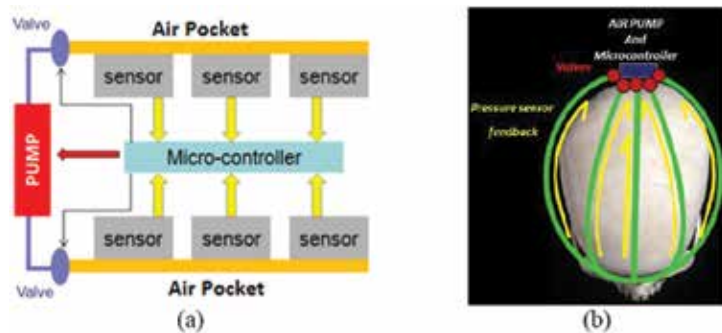 Valve
Air Pocket
sensor sensor sensor
PUMP
Micro-controller
sensor sensor sensor
Valve
Air Pocket
(a)
AIR PUMP
And
Microcontroller
Valves
Pressure sensor
feedback
(b)